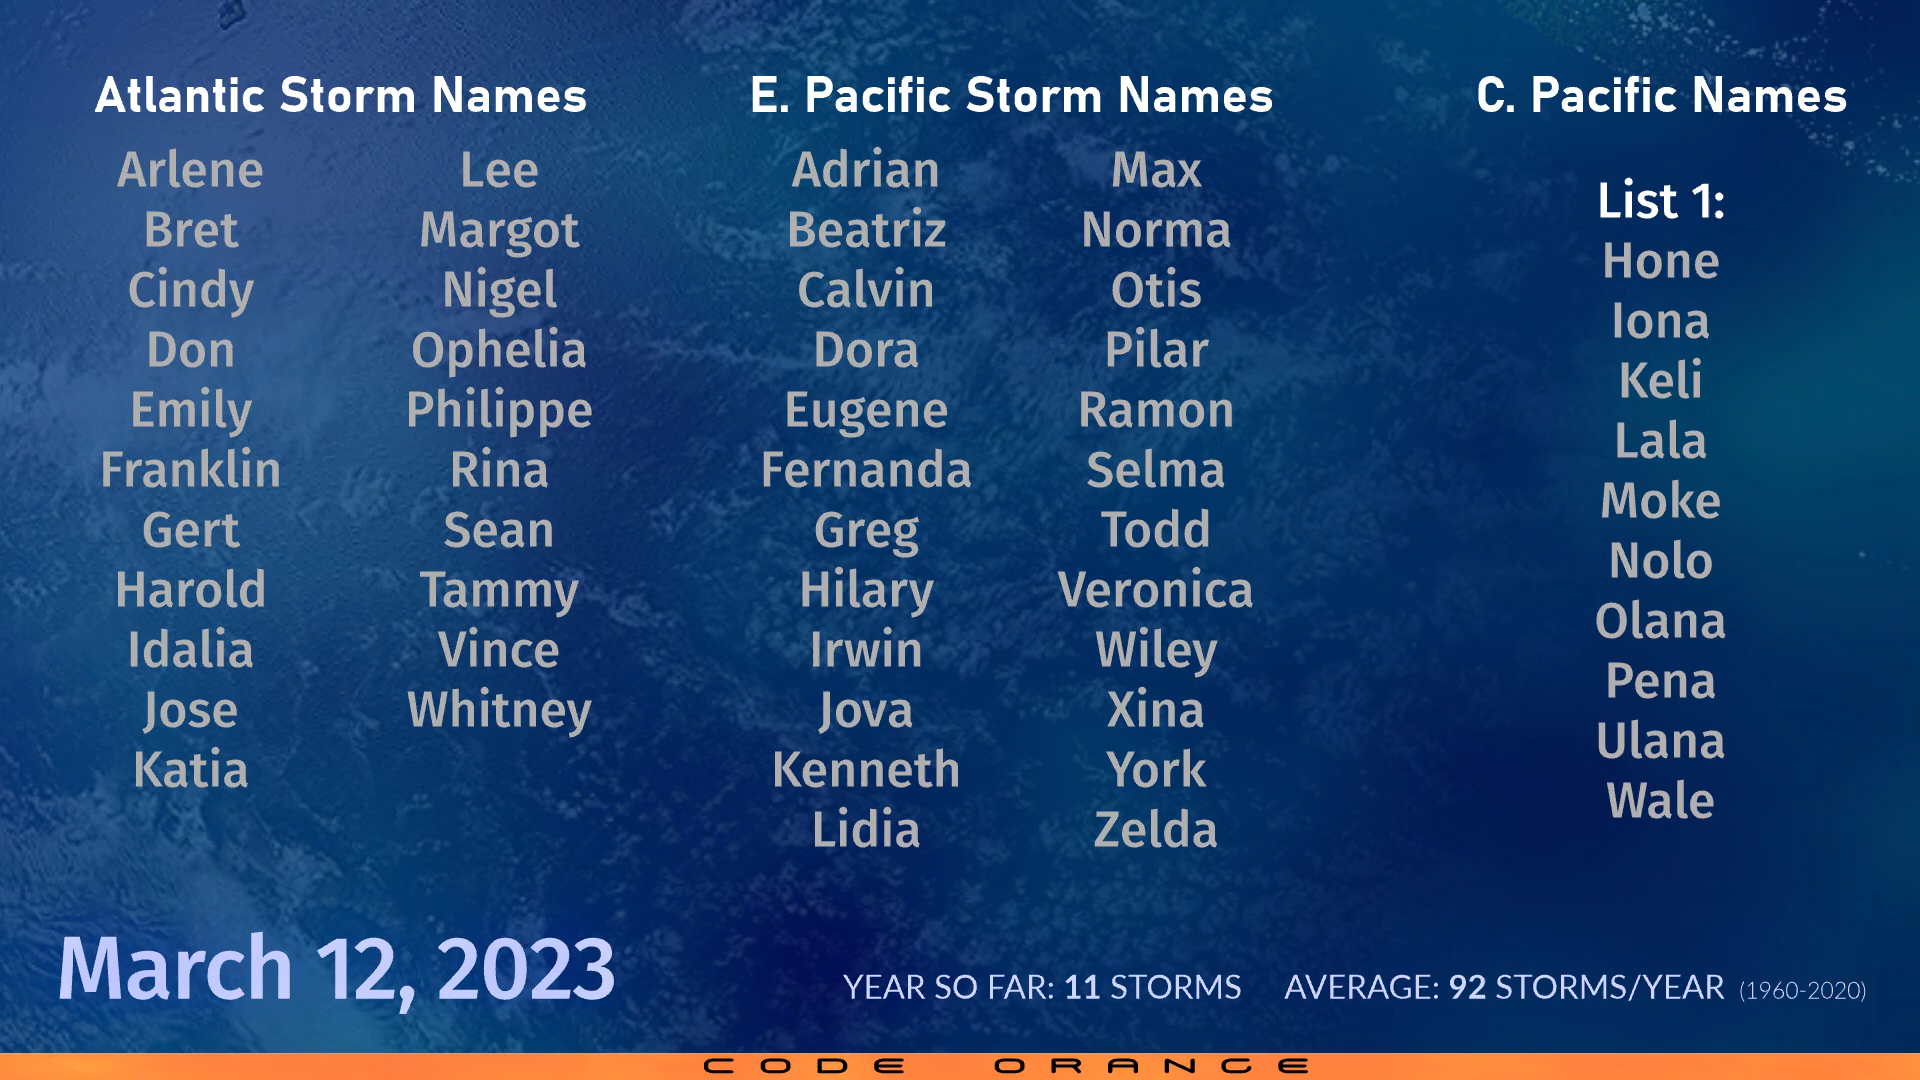 Atlantic Storm Names
Arlene
Bret
Cindy
Don
Emily
Franklin
Gert
Harold
Idalia
Jose
Katia
Lee
Margot
Nigel
Ophelia
Philippe
Rina
Sean
Tammy
Vince
Whitney
E. Pacific Storm Names
Adrian
Beatriz
Calvin
Dora
Eugene
Fernanda
Greg
Hilary
Irwin
Jova
Kenneth
Lidia
Max
Norma
Otis
Pilar
Ramon
Selma
Todd
Veronica
Wiley
Xina
York
Zelda
C. Pacific Names
List 1:
Hone
Iona
Keli
Lala
Moke
Nolo
Olana
Pena
Ulana
Wale
March 12, 2023
YEAR SO FAR: 11 STORMS
AVERAGE: 92 STORMS/YEAR (1960-2020)
CODE ORANGE